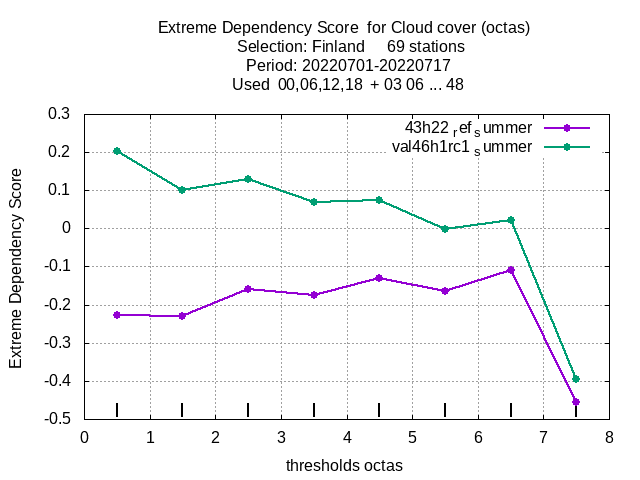 Extreme Dependency Score  for Cloud cover (octas)
Selection: Finland     69 stations
Period: 20220701-20220717
Used  00,06,12,18  + 03 06 ... 48
43h22 ref summer
val46h1rc1 summer
Extreme Dependency Score
0.3
0.2
0.1
0
-0.1
-0.2
-0.3
-0.4
-0.5
0 1 2 3 4 5 6 7 8
thresholds octas